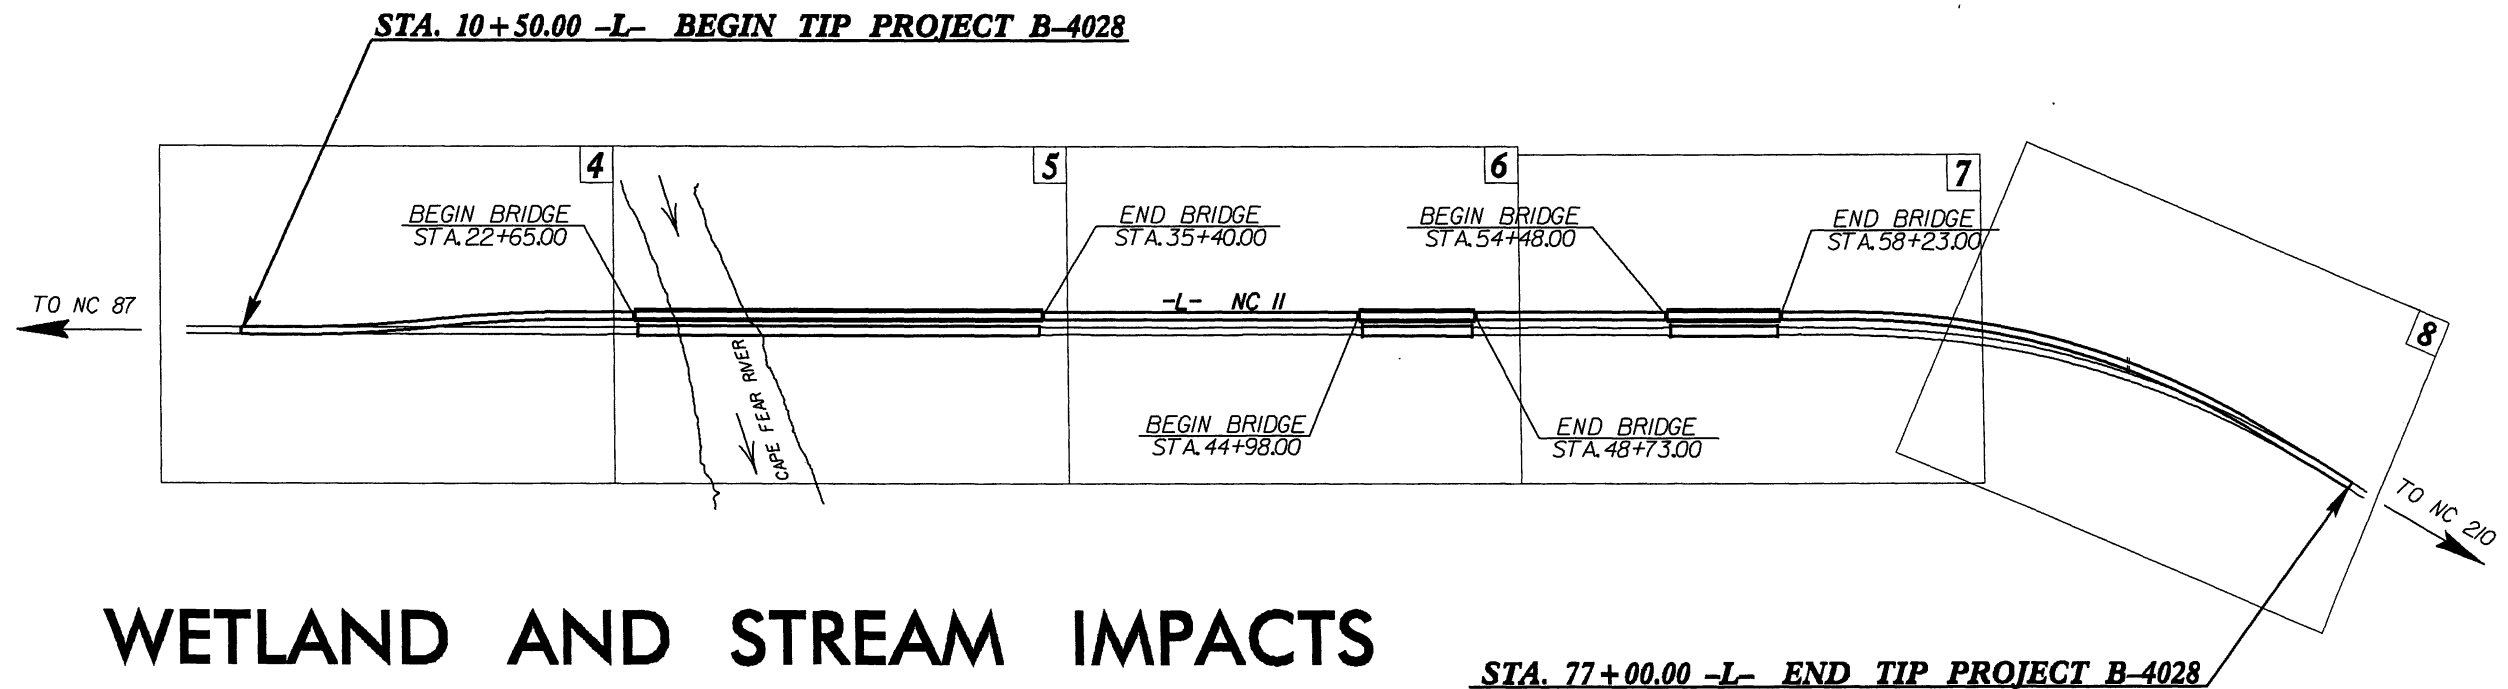 STA. 10+50.00 -L- BEGIN TIP PROJECT B-4028
4
5
6
7
8
BEGIN BRIDGE
STA. 22+65.00
END BRIDGE
STA. 35+40.00
BEGIN BRIDGE
STA. 54+48.00
END BRIDGE
STA. 58+23.00
TO NC 87
-L- NC 11
CAPE FEAR RIVER
BEGIN BRIDGE
STA. 44+98.00
END BRIDGE
STA. 48+73.00
TO NC 210
WETLAND AND STREAM IMPACTS
STA. 77+00.00 -L- END TIP PROJECT B-4028